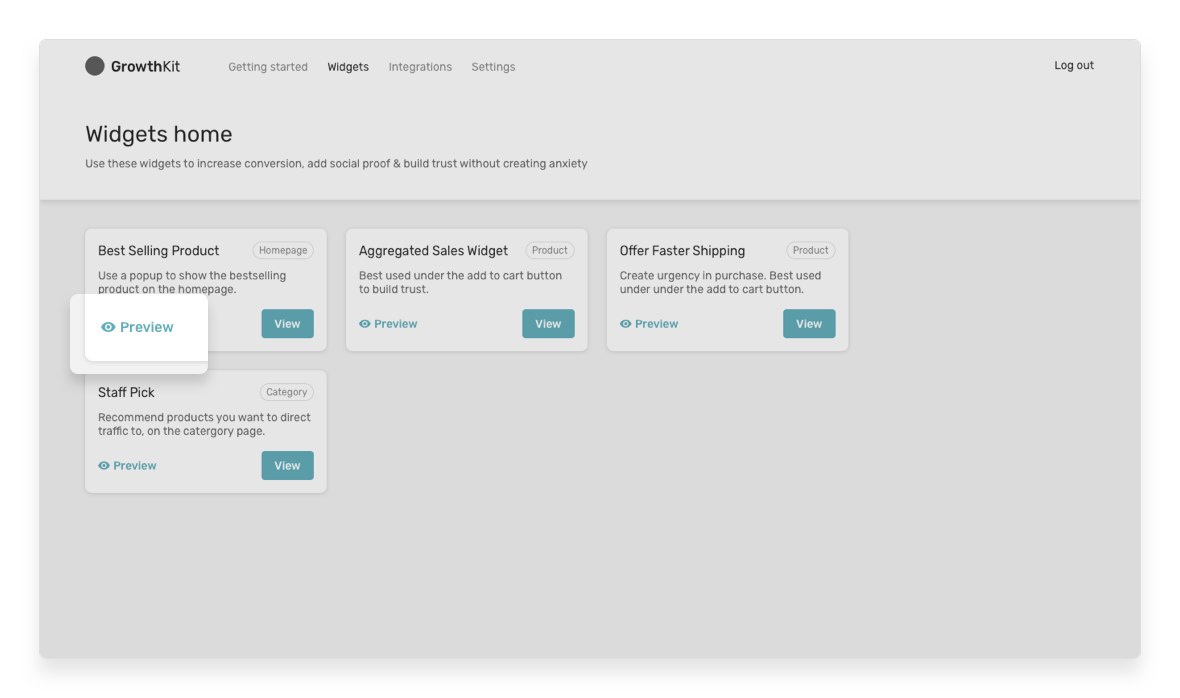 GrowthKit
Getting started
Widgets
Integrations
Settings
Log out
Widgets home
Use these widgets to increase conversion, add social proof & build trust without creating anxiety
Best Selling Product
Homepage
Use a popup to show the bestselling
product on the homepage.
Preview
View
Aggregated Sales Widget
Product
Best used under the add to cart button
to build trust.
Preview
View
Offer Faster Shipping
Product
Create urgency in purchase. Best used
under under the add to cart button.
Preview
View
Staff Pick
Category
Recommend products you want to direct
traffic to, on the catergory page.
Preview
View